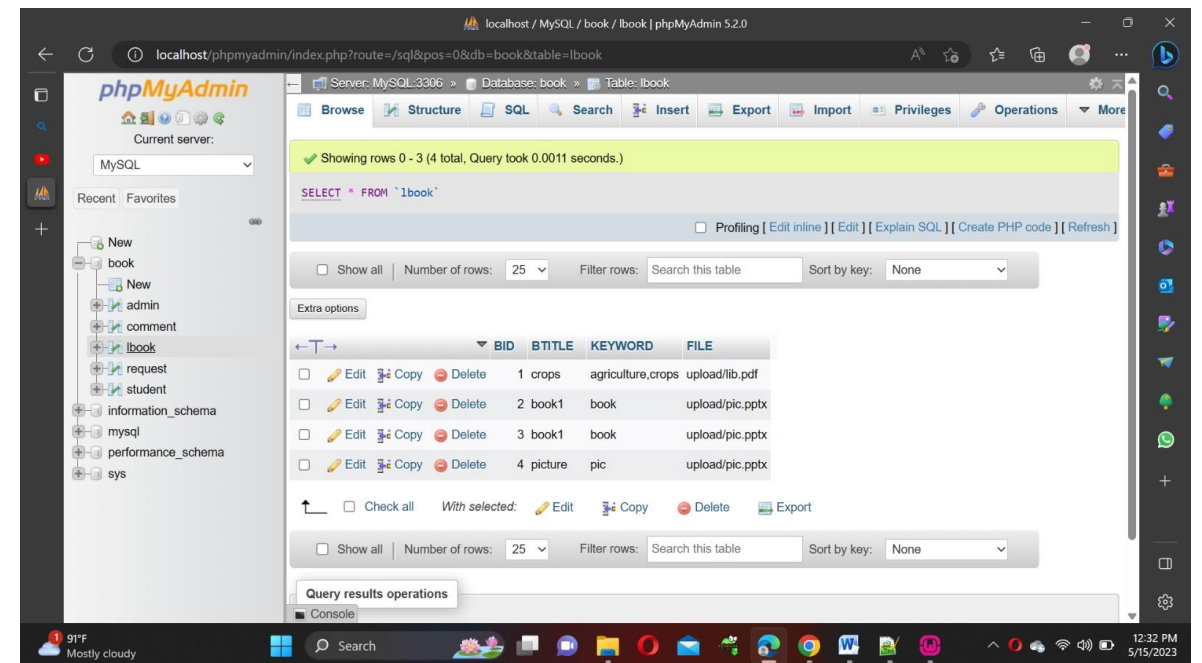 localhost / MySQL / book / lbook | phpMyAdmin 5.2.0
localhost/phpmyadmin/index.php?route=/sql&pos=0&db=book&table=lbook
phpMyAdmin
Current server:
MySQL
Recent Favorites
New
book
New
admin
comment
lbook
request
student
information_schema
mysql
performance_schema
sys
Server: MySQL:3306 » Database: book » Table: lbook
Browse Structure SQL Search Insert Export Import Privileges Operations More
Showing rows 0 - 3 (4 total, Query took 0.0011 seconds.)
SELECT * FROM `lbook`
Profiling [ Edit inline ] [ Edit ] [ Explain SQL ] [ Create PHP code ] [ Refresh ]
Show all | Number of rows: 25 Filter rows: Search this table Sort by key: None
Extra options
←T→ BID BTITLE KEYWORD FILE
Edit Copy Delete 1 crops agriculture,crops upload/lib.pdf
Edit Copy Delete 2 book1 book upload/pic.pptx
Edit Copy Delete 3 book1 book upload/pic.pptx
Edit Copy Delete 4 picture pic upload/pic.pptx
Check all With selected: Edit Copy Delete Export
Show all | Number of rows: 25 Filter rows: Search this table Sort by key: None
Query results operations
Console
1 91°F
Mostly cloudy
Search
12:32 PM
5/15/2023